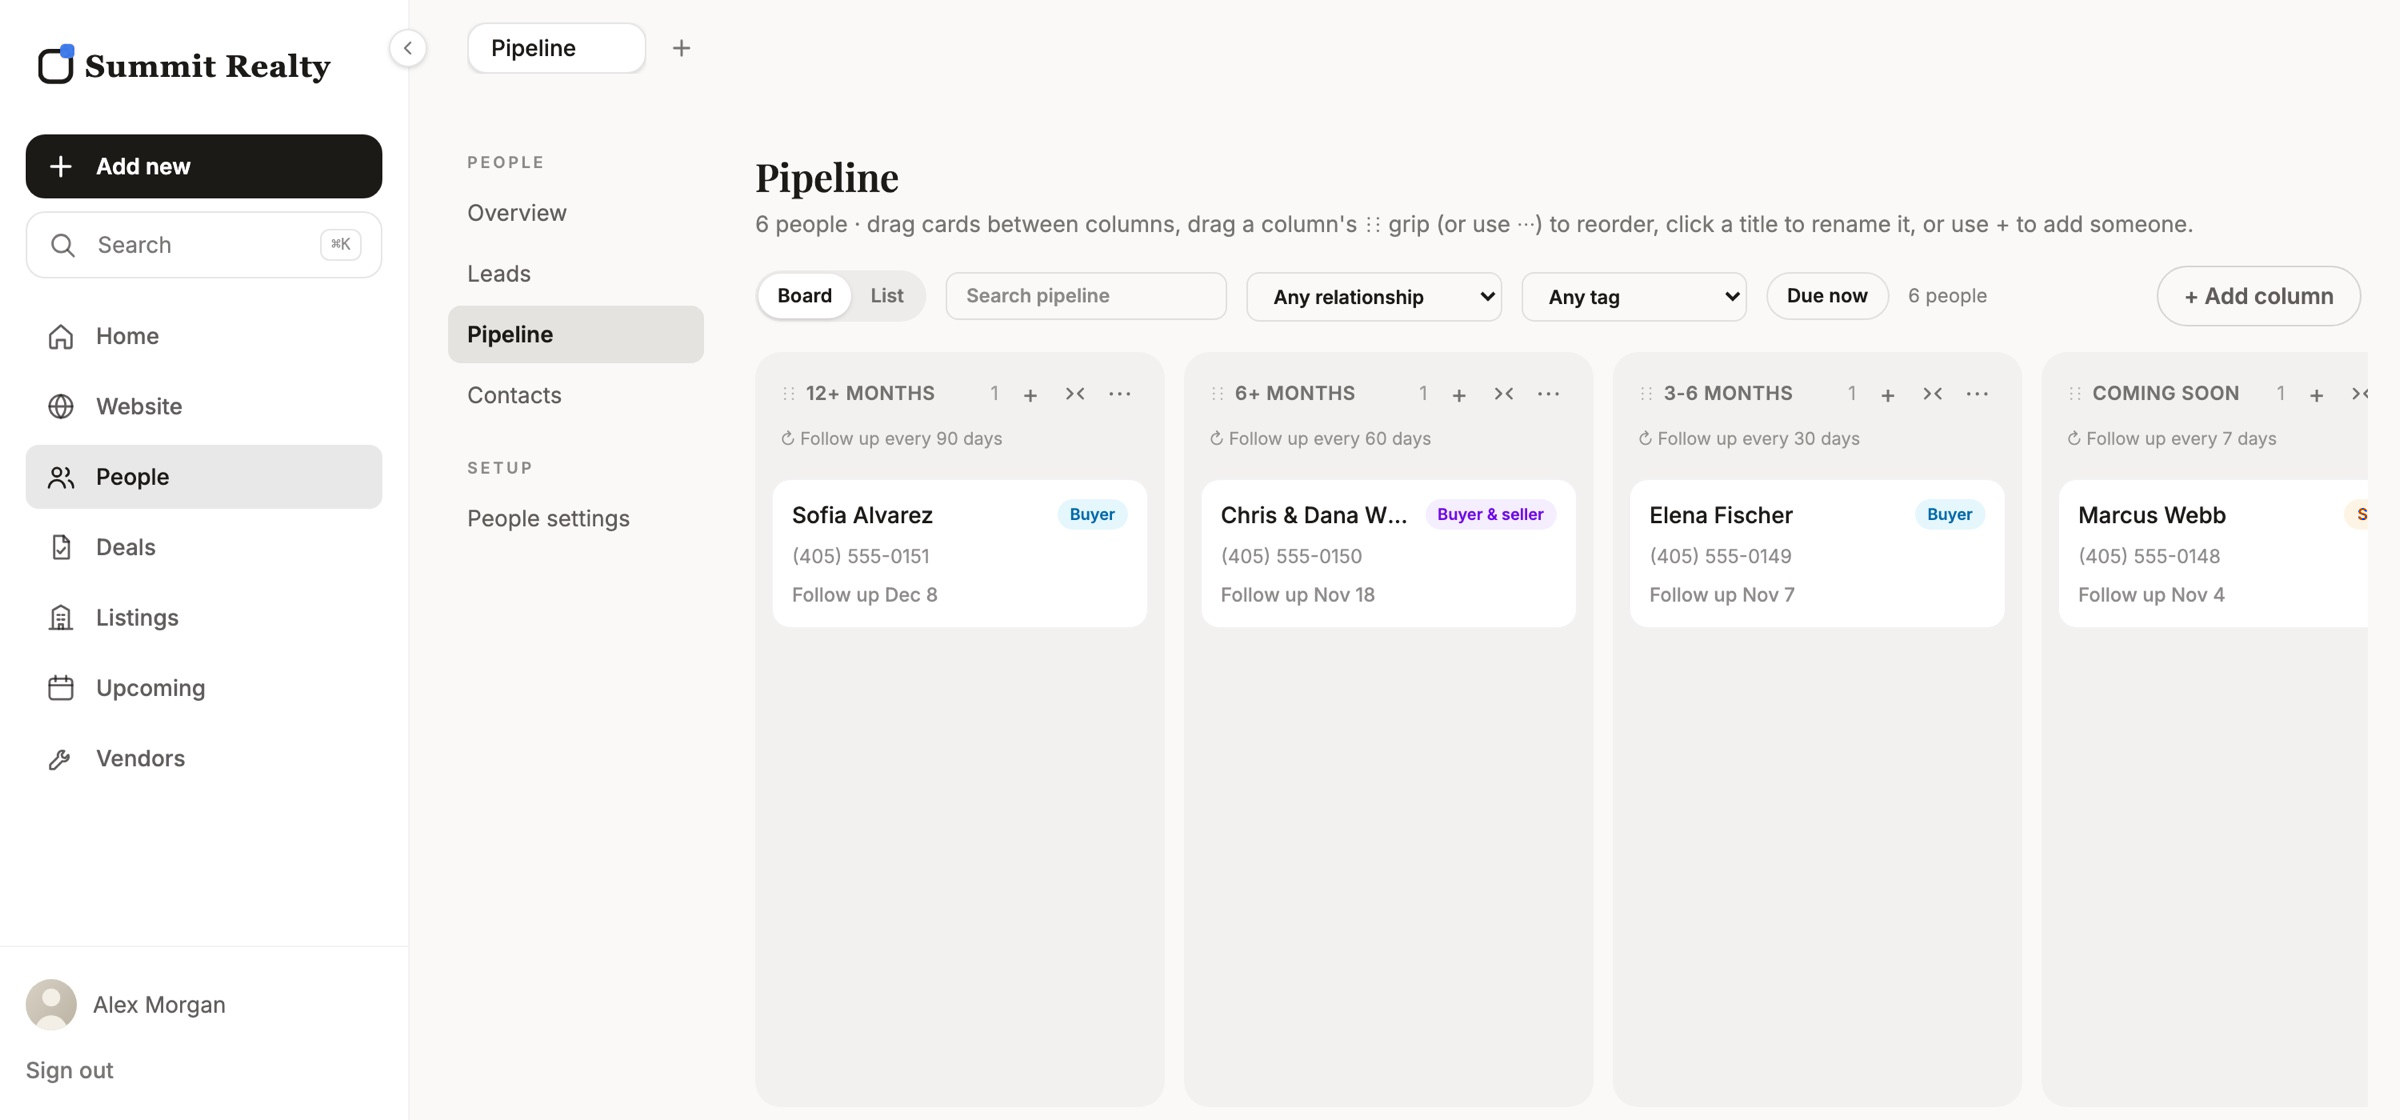 Summit Realty
Add new
Search ⌘K
Home
Website
People
Deals
Listings
Upcoming
Vendors
Alex Morgan
Sign out
Pipeline +
PEOPLE
Overview
Leads
Pipeline
Contacts
SETUP
People settings
Pipeline
6 people · drag cards between columns, drag a column's ⁝⁝ grip (or use ···) to reorder, click a title to rename it, or use + to add someone.
Board List Search pipeline Any relationship Any tag Due now 6 people + Add column
12+ MONTHS 1 + ···
↻ Follow up every 90 days
Sofia Alvarez Buyer
(405) 555-0151
Follow up Dec 8
6+ MONTHS 1 + ···
↻ Follow up every 60 days
Chris & Dana W... Buyer & seller
(405) 555-0150
Follow up Nov 18
3-6 MONTHS 1 + ···
↻ Follow up every 30 days
Elena Fischer Buyer
(405) 555-0149
Follow up Nov 7
COMING SOON 1 +
↻ Follow up every 7 days
Marcus Webb
(405) 555-0148
Follow up Nov 4